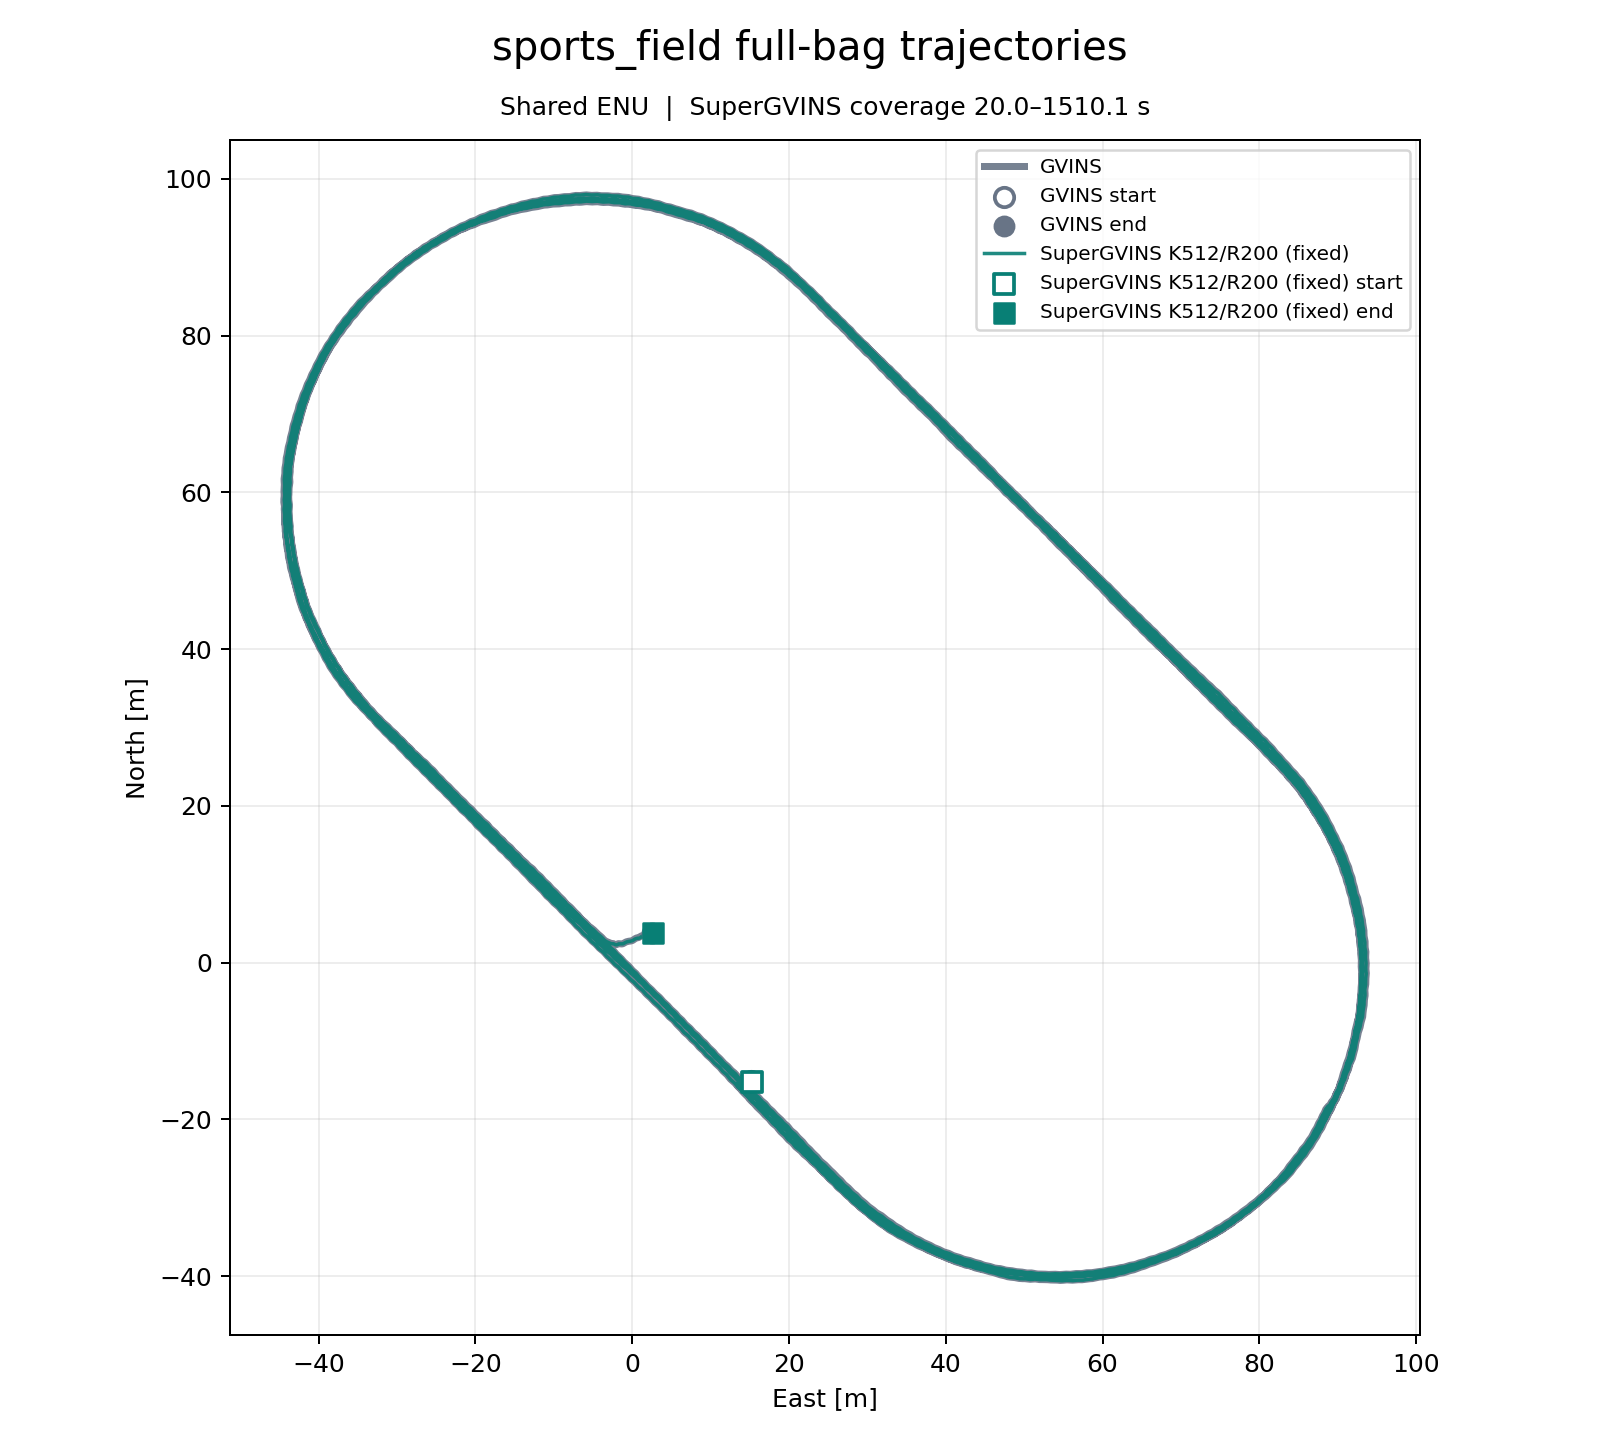 sports_field full-bag trajectories
Shared ENU | SuperGVINS coverage 20.0–1510.1 s
GVINS
GVINS start
GVINS end
SuperGVINS K512/R200 (fixed)
SuperGVINS K512/R200 (fixed) start
SuperGVINS K512/R200 (fixed) end
100
80
60
40
20
0
−20
−40
North [m]
−40 −20 0 20 40 60 80 100
East [m]